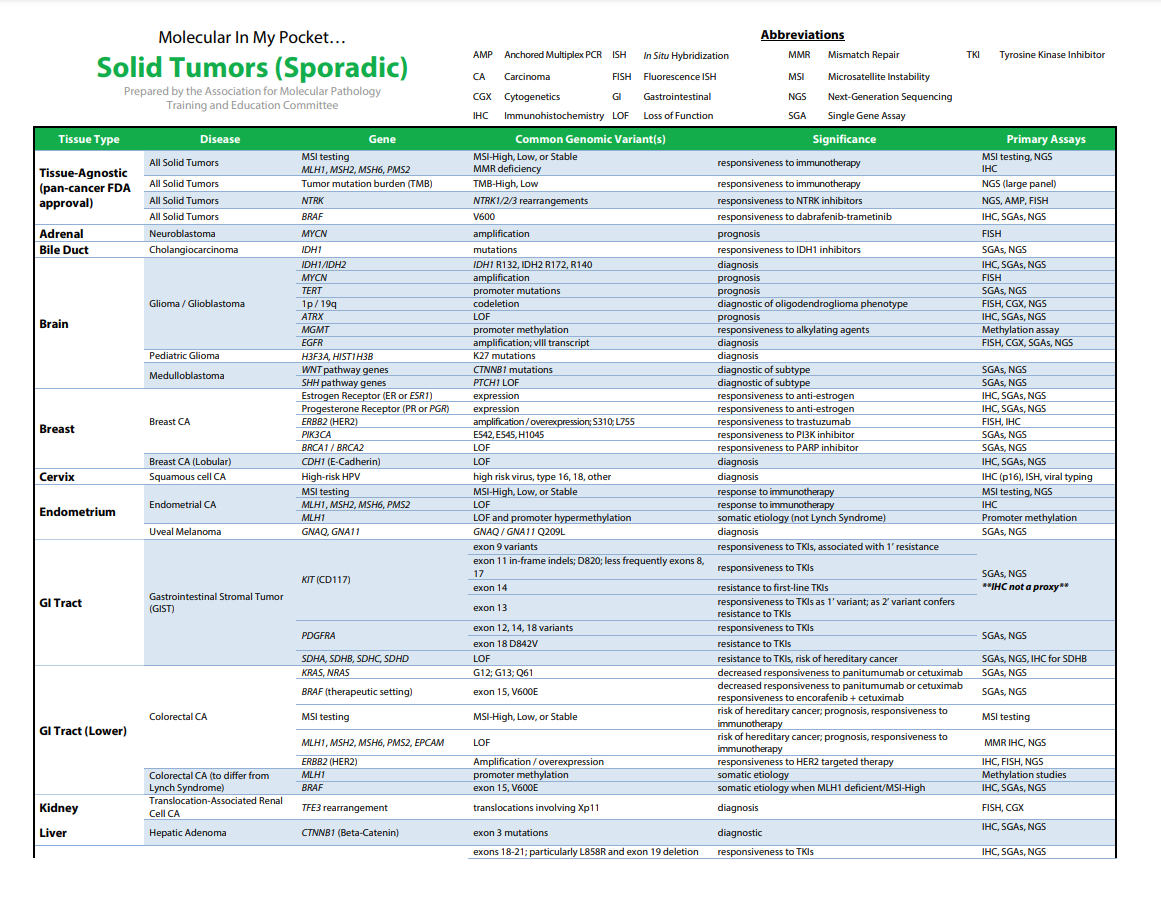 Molecular In My Pocket…
Solid Tumors (Sporadic)
Prepared by the Association for Molecular Pathology
Training and Education Committee
Abbreviations
AMP Anchored Multiplex PCR ISH In Situ Hybridization MMR Mismatch Repair TKI Tyrosine Kinase Inhibitor
CA Carcinoma FISH Fluorescence ISH MSI Microsatellite Instability
CGX Cytogenetics GI Gastrointestinal NGS Next-Generation Sequencing
IHC Immunohistochemistry LOF Loss of Function SGA Single Gene Assay
Tissue Type Disease Gene Common Genomic Variant(s) Significance Primary Assays
Tissue-Agnostic
(pan-cancer FDA
approval)
All Solid Tumors
MSI testing
MLH1, MSH2, MSH6, PMS2
MSI-High, Low, or Stable
MMR deficiency
responsiveness to immunotherapy
MSI testing, NGS
IHC
All Solid Tumors Tumor mutation burden (TMB) TMB-High, Low responsiveness to immunotherapy NGS (large panel)
All Solid Tumors NTRK NTRK1/2/3 rearrangements responsiveness to NTRK inhibitors NGS, AMP, FISH
All Solid Tumors BRAF V600 responsiveness to dabrafenib-trametinib IHC, SGAs, NGS
Adrenal Neuroblastoma MYCN amplification prognosis FISH
Bile Duct Cholangiocarcinoma IDH1 mutations responsiveness to IDH1 inhibitors SGAs, NGS
Brain
Glioma / Glioblastoma
IDH1/IDH2 IDH1 R132, IDH2 R172, R140 diagnosis IHC, SGAs, NGS
MYCN amplification prognosis FISH
TERT promoter mutations prognosis SGAs, NGS
1p / 19q codeletion diagnostic of oligodendroglioma phenotype FISH, CGX, NGS
ATRX LOF prognosis IHC, SGAs, NGS
MGMT promoter methylation responsiveness to alkylating agents Methylation assay
EGFR amplification; vIII transcript diagnosis FISH, CGX, SGAs, NGS
Pediatric Glioma H3F3A, HIST1H3B K27 mutations diagnosis
Medulloblastoma
WNT pathway genes CTNNB1 mutations diagnostic of subtype SGAs, NGS
SHH pathway genes PTCH1 LOF diagnostic of subtype SGAs, NGS
Breast
Breast CA
Estrogen Receptor (ER or ESR1) expression responsiveness to anti-estrogen IHC, SGAs, NGS
Progesterone Receptor (PR or PGR) expression responsiveness to anti-estrogen IHC, SGAs, NGS
ERBB2 (HER2) amplification / overexpression; S310; L755 responsiveness to trastuzumab FISH, IHC
PIK3CA E542, E545, H1045 responsiveness to PI3K inhibitor SGAs, NGS
BRCA1 / BRCA2 LOF responsiveness to PARP inhibitor SGAs, NGS
Breast CA (Lobular) CDH1 (E-Cadherin) LOF diagnosis IHC, SGAs, NGS
Cervix Squamous cell CA High-risk HPV high risk virus, type 16, 18, other diagnosis IHC (p16), ISH, viral typing
Endometrium
Endometrial CA
MSI testing MSI-High, Low, or Stable response to immunotherapy MSI testing, NGS
MLH1, MSH2, MSH6, PMS2 LOF response to immunotherapy IHC
MLH1 LOF and promoter hypermethylation somatic etiology (not Lynch Syndrome) Promoter methylation
Uveal Melanoma GNAQ, GNA11 GNAQ / GNA11 Q209L diagnosis SGAs, NGS
GI Tract
Gastrointestinal Stromal Tumor
(GIST)
KIT (CD117)
exon 9 variants responsiveness to TKIs, associated with 1’ resistance
exon 11 in-frame indels; D820; less frequently exons 8,
17
responsiveness to TKIs
exon 14 resistance to first-line TKIs
exon 13
responsiveness to TKIs as 1’ variant; as 2’ variant confers
resistance to TKIs
SGAs, NGS
**IHC not a proxy**
PDGFRA
exon 12, 14, 18 variants responsiveness to TKIs
exon 18 D842V resistance to TKIs
SGAs, NGS
SDHA, SDHB, SDHC, SDHD LOF resistance to TKIs, risk of hereditary cancer SGAs, NGS, IHC for SDHB
GI Tract (Lower)
Colorectal CA
KRAS, NRAS G12; G13; Q61 decreased responsiveness to panitumumab or cetuximab SGAs, NGS
BRAF (therapeutic setting) exon 15, V600E
decreased responsiveness to panitumumab or cetuximab
responsiveness to encorafenib + cetuximab
SGAs, NGS
MSI testing MSI-High, Low, or Stable
risk of hereditary cancer; prognosis, responsiveness to
immunotherapy
MSI testing
MLH1, MSH2, MSH6, PMS2, EPCAM LOF
risk of hereditary cancer; prognosis, responsiveness to
immunotherapy
MMR IHC, NGS
ERBB2 (HER2) Amplification / overexpression responsiveness to HER2 targeted therapy IHC, FISH, NGS
Colorectal CA (to differ from
Lynch Syndrome)
MLH1 promoter methylation somatic etiology Methylation studies
BRAF exon 15, V600E somatic etiology when MLH1 deficient/MSI-High IHC, SGAs, NGS
Kidney
Translocation-Associated Renal
Cell CA
TFE3 rearrangement translocations involving Xp11 diagnosis FISH, CGX
Liver Hepatic Adenoma CTNNB1 (Beta-Catenin) exon 3 mutations diagnostic IHC, SGAs, NGS
exons 18-21; particularly L858R and exon 19 deletion responsiveness to TKIs IHC, SGAs, NGS